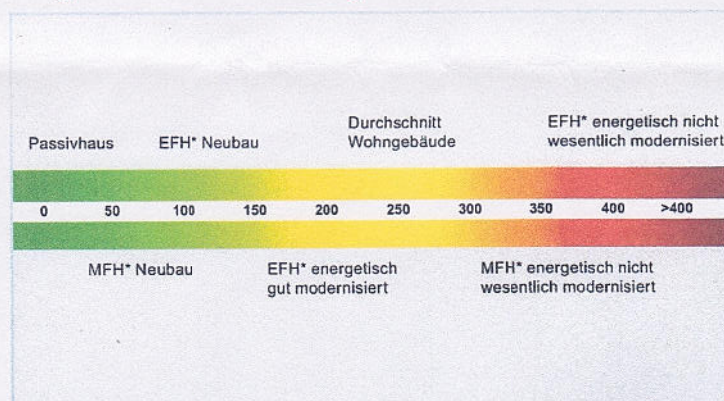 Passivhaus
EFH* Neubau
Durchschnitt
Wohngebäude
EFH* energetisch nicht
wesentlich modernisiert
0 50 100 150 200 250 300 350 400 >400
MFH* Neubau
EFH* energetisch
gut modernisiert
MFH* energetisch nicht
wesentlich modernisiert